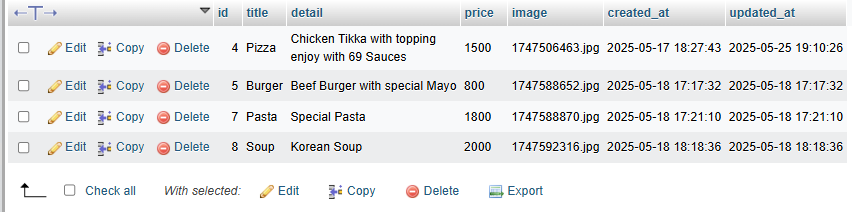 id title detail price image created_at updated_at
Edit Copy Delete 4 Pizza Chicken Tikka with topping enjoy with 69 Sauces 1500 1747506463.jpg 2025-05-17 18:27:43 2025-05-25 19:10:26
Edit Copy Delete 5 Burger Beef Burger with special Mayo 800 1747588652.jpg 2025-05-18 17:17:32 2025-05-18 17:17:32
Edit Copy Delete 7 Pasta Special Pasta 1800 1747588870.jpg 2025-05-18 17:21:10 2025-05-18 17:21:10
Edit Copy Delete 8 Soup Korean Soup 2000 1747592316.jpg 2025-05-18 18:18:36 2025-05-18 18:18:36
Check all With selected: Edit Copy Delete Export